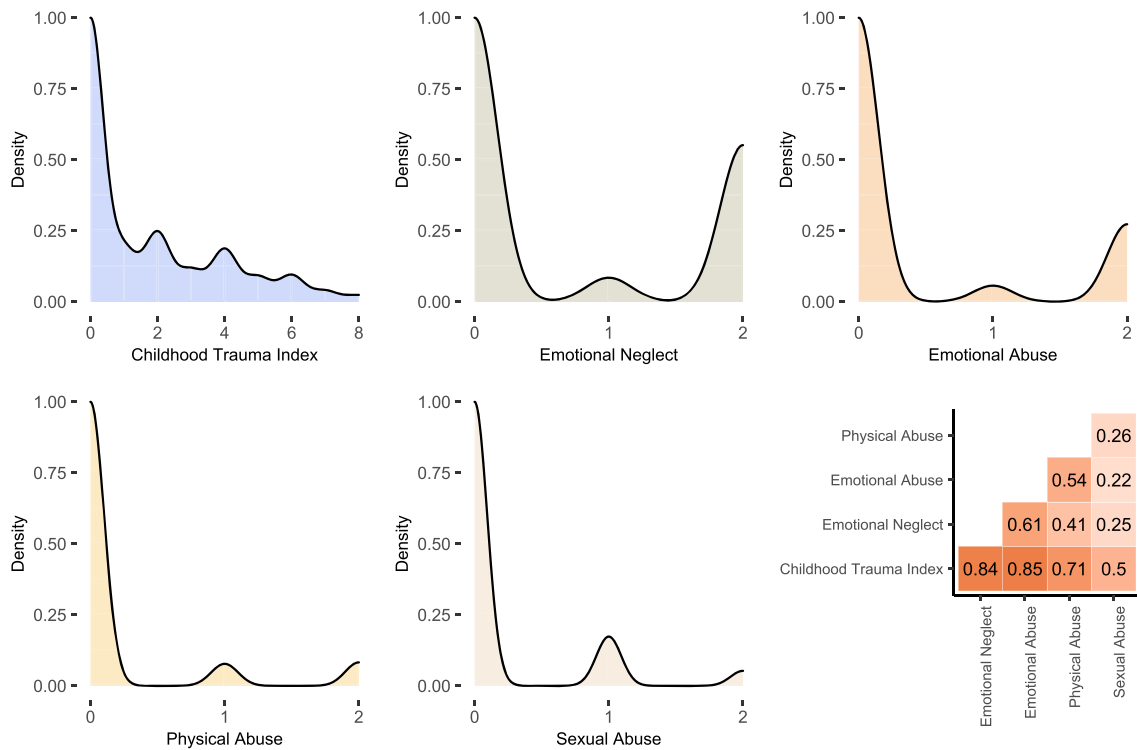 1.00
0.75
0.50
0.25
0.00
Density
0 2 4 6 8
Childhood Trauma Index
1.00
0.75
0.50
0.25
0.00
Density
0 1 2
Emotional Neglect
1.00
0.75
0.50
0.25
0.00
Density
0 1 2
Emotional Abuse
1.00
0.75
0.50
0.25
0.00
Density
0 1 2
Physical Abuse
1.00
0.75
0.50
0.25
0.00
Density
0 1 2
Sexual Abuse
Physical Abuse 0.26
Emotional Abuse 0.54 0.22
Emotional Neglect 0.61 0.41 0.25
Childhood Trauma Index 0.84 0.85 0.71 0.5
Emotional Neglect
Emotional Abuse
Physical Abuse
Sexual Abuse